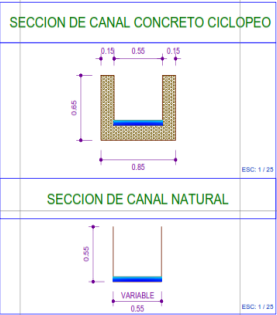 SECCION DE CANAL CONCRETO CICLOPEO
0.15 0.55 0.15
0.65
0.85
ESC: 1 / 25
SECCION DE CANAL NATURAL
0.55
VARIABLE
0.55
ESC: 1 / 25